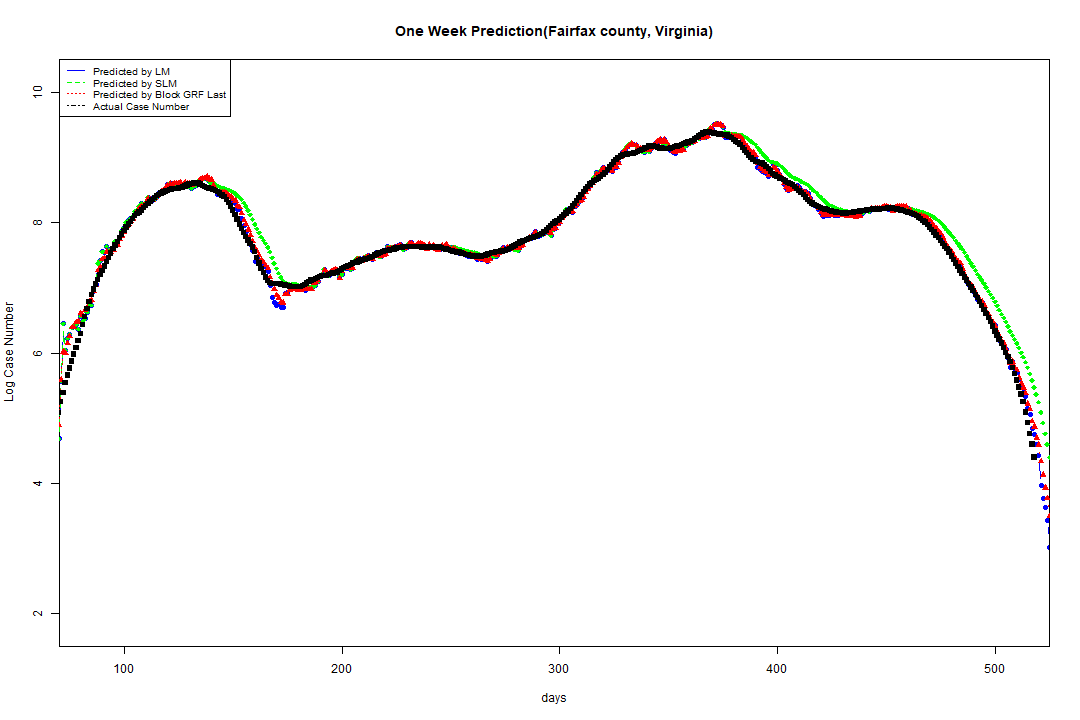 One Week Prediction(Fairfax county, Virginia)
Predicted by LM
Predicted by SLM
Predicted by Block GRF Last
Actual Case Number
10
8
6
4
2
Log Case Number
100 200 300 400 500
days